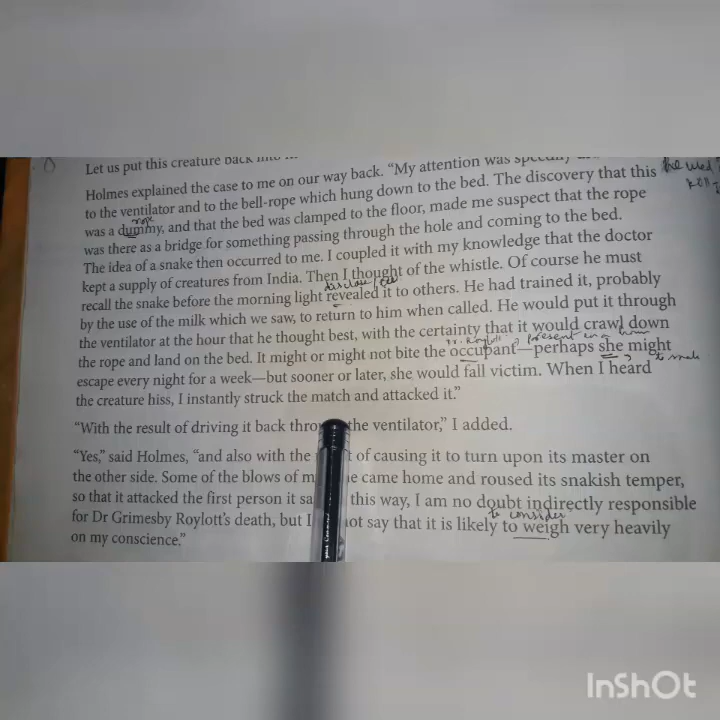 Let us put this creature back into
Holmes explained the case to me on our way back. "My attention was specially
to the ventilator and to the bell-rope which hung down to the bed. The discovery that this
he used
rope
was a dummy, and that the bed was clamped to the floor, made me suspect that the rope
was there as a bridge for something passing through the hole and coming to the bed.
The idea of a snake then occurred to me. I coupled it with my knowledge that the doctor
kept a supply of creatures from India. Then I thought of the whistle. Of course he must
disclose
recall the snake before the morning light revealed it to others. He had trained it, probably
by the use of the milk which we saw, to return to him when called. He would put it through
the ventilator at the hour that he thought best, with the certainty that it would crawl down
present in a
the rope and land on the bed. It might or might not bite the occupant—perhaps she might
escape every night for a week—but sooner or later, she would fall victim. When I heard
the creature hiss, I instantly struck the match and attacked it."
"With the result of driving it back thro the ventilator," I added.
"Yes," said Holmes, "and also with the of causing it to turn upon its master on
the other side. Some of the blows of m ne came home and roused its snakish temper,
so that it attacked the first person it sa this way, I am no doubt indirectly responsible
to consider
for Dr Grimesby Roylott's death, but I not say that it is likely to weigh very heavily
on my conscience."
InShOt